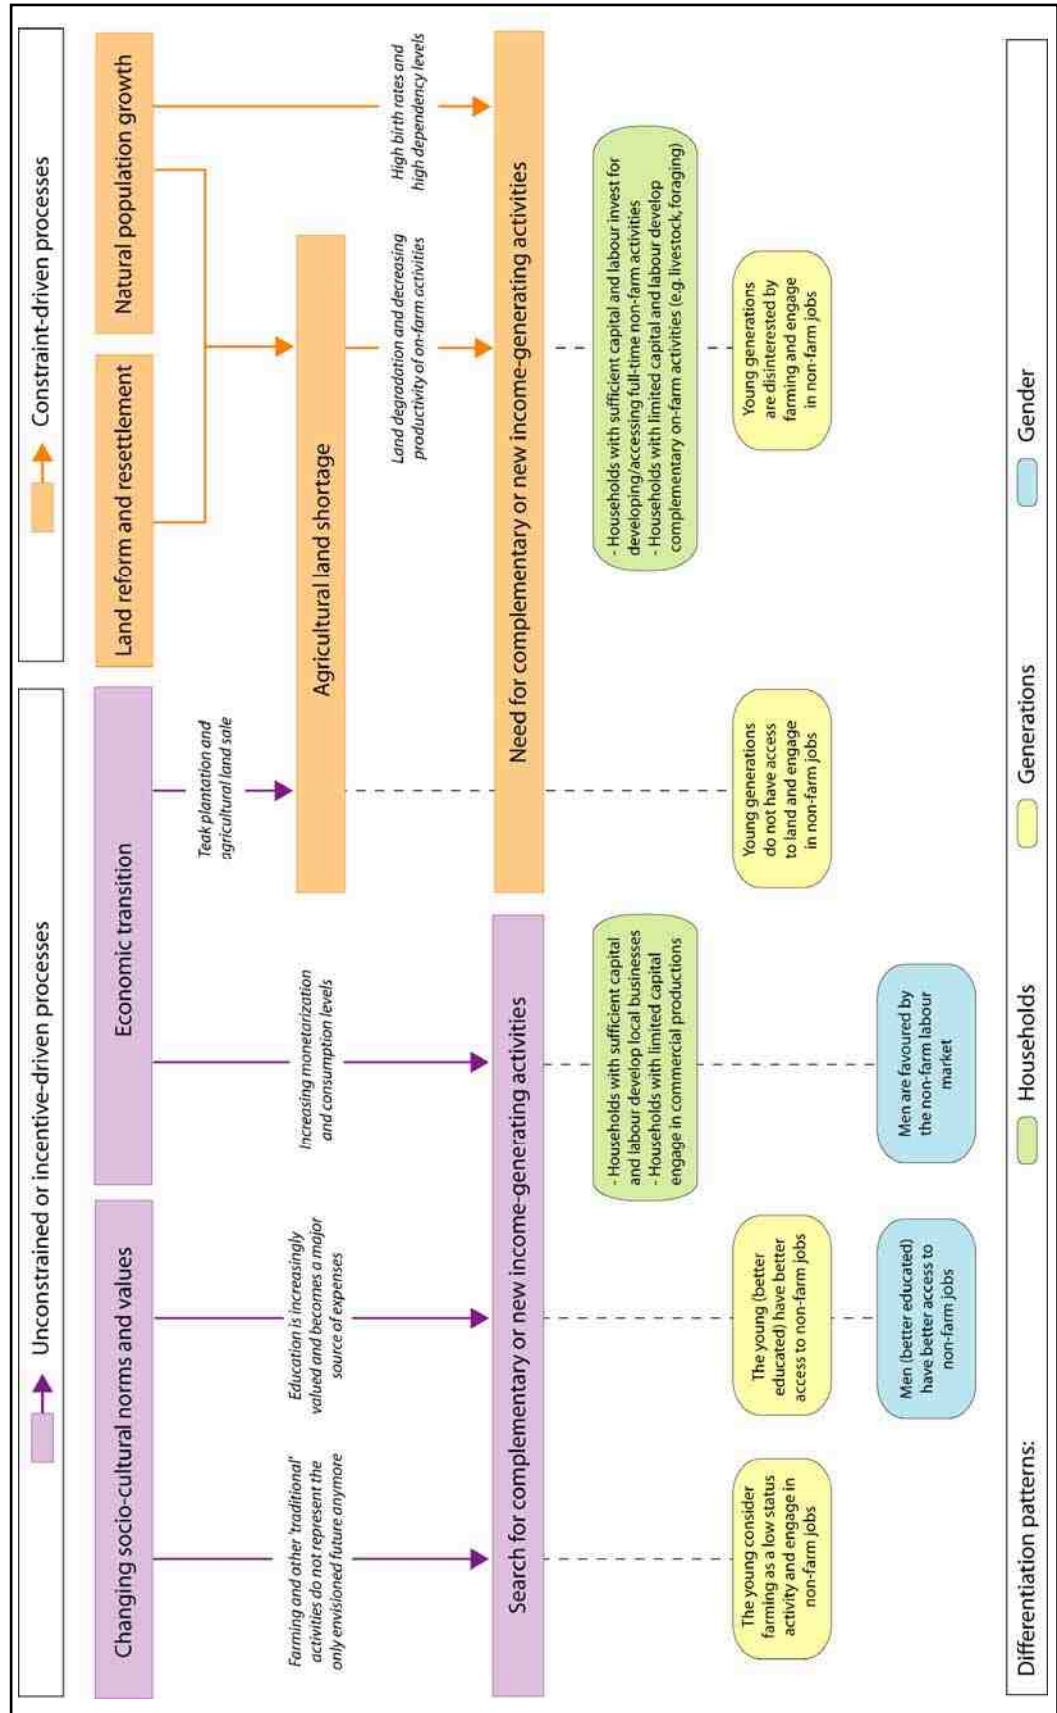 Unconstrained or incentive-driven processes
Constraint-driven processes
Changing socio-cultural norms and values
Economic transition
Land reform and resettlement
Natural population growth
Teak plantation and
agricultural land sale
Farming and other 'traditional'
activities do not represent the
only envisioned future anymore
Education is increasingly
valued and becomes a major
source of expenses
Increasing monetarization
and consumption levels
Agricultural land shortage
Land degradation and decreasing
productivity of on-farm activities
High birth rates and
high dependency levels
Search for complementary or new income-generating activities
Need for complementary or new income-generating activities
- Households with sufficient capital
and labour develop local businesses
- Households with limited capital
engage in commercial productions
- Households with sufficient capital and labour invest for
developing/accessing full-time non-farm activities
- Households with limited capital and labour develop
complementary on-farm activities (e.g. livestock, foraging)
The young consider
farming as a low status
activity and engage in
non-farm jobs
The young (better
educated) have better
access to non-farm jobs
Young generations
do not have access
to land and engage
in non-farm jobs
Young generations
are disinterested by
farming and engage
in non-farm jobs
Men (better educated)
have better access to
non-farm jobs
Men are favoured by
the non-farm labour
market
Differentiation patterns:
Households
Generations
Gender